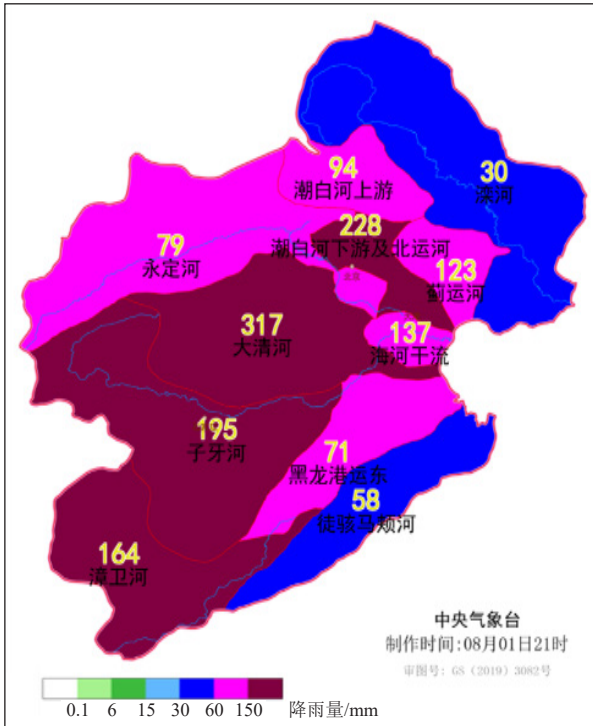 94
潮白河上游
30
滦河
228
潮白河下游及北运河
79
永定河
123
蓟运河
北京
317
大清河
137
海河干流
195
子牙河
71
黑龙港运东
58
徒骇马颊河
164
漳卫河
中央气象台
制作时间:08月01日21时
审图号: GS (2019) 3082号
0.1 6 15 30 60 150 降雨量/mm